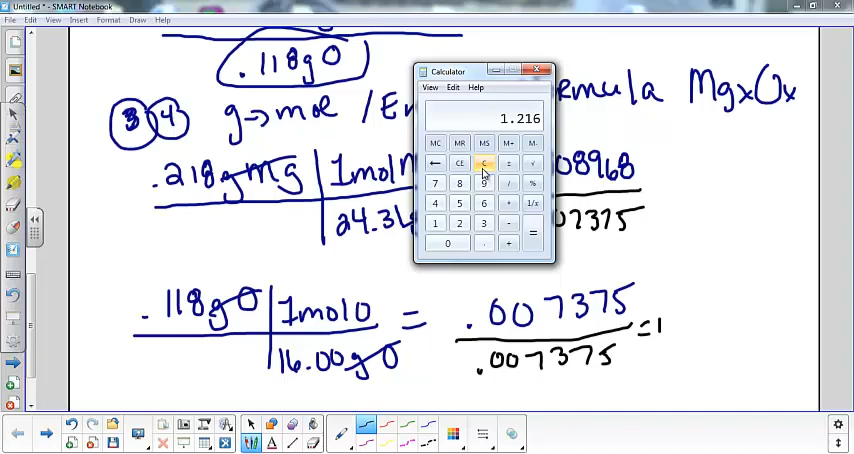 Untitled * - SMART Notebook
File Edit View Insert Format Tools Draw Help
.118g O
3 4 g→mol / Em rmula MgxOx
.218g Mg 1mol M 08968
24.3 07375
.118g O 1mol O = .007375 = 1
16.00g O .007375
Calculator
View Edit Help
1.216
MC MR MS M+ M-
← CE C ± √
7 8 9 / %
4 5 6 * 1/x
1 2 3 - =
0 . +